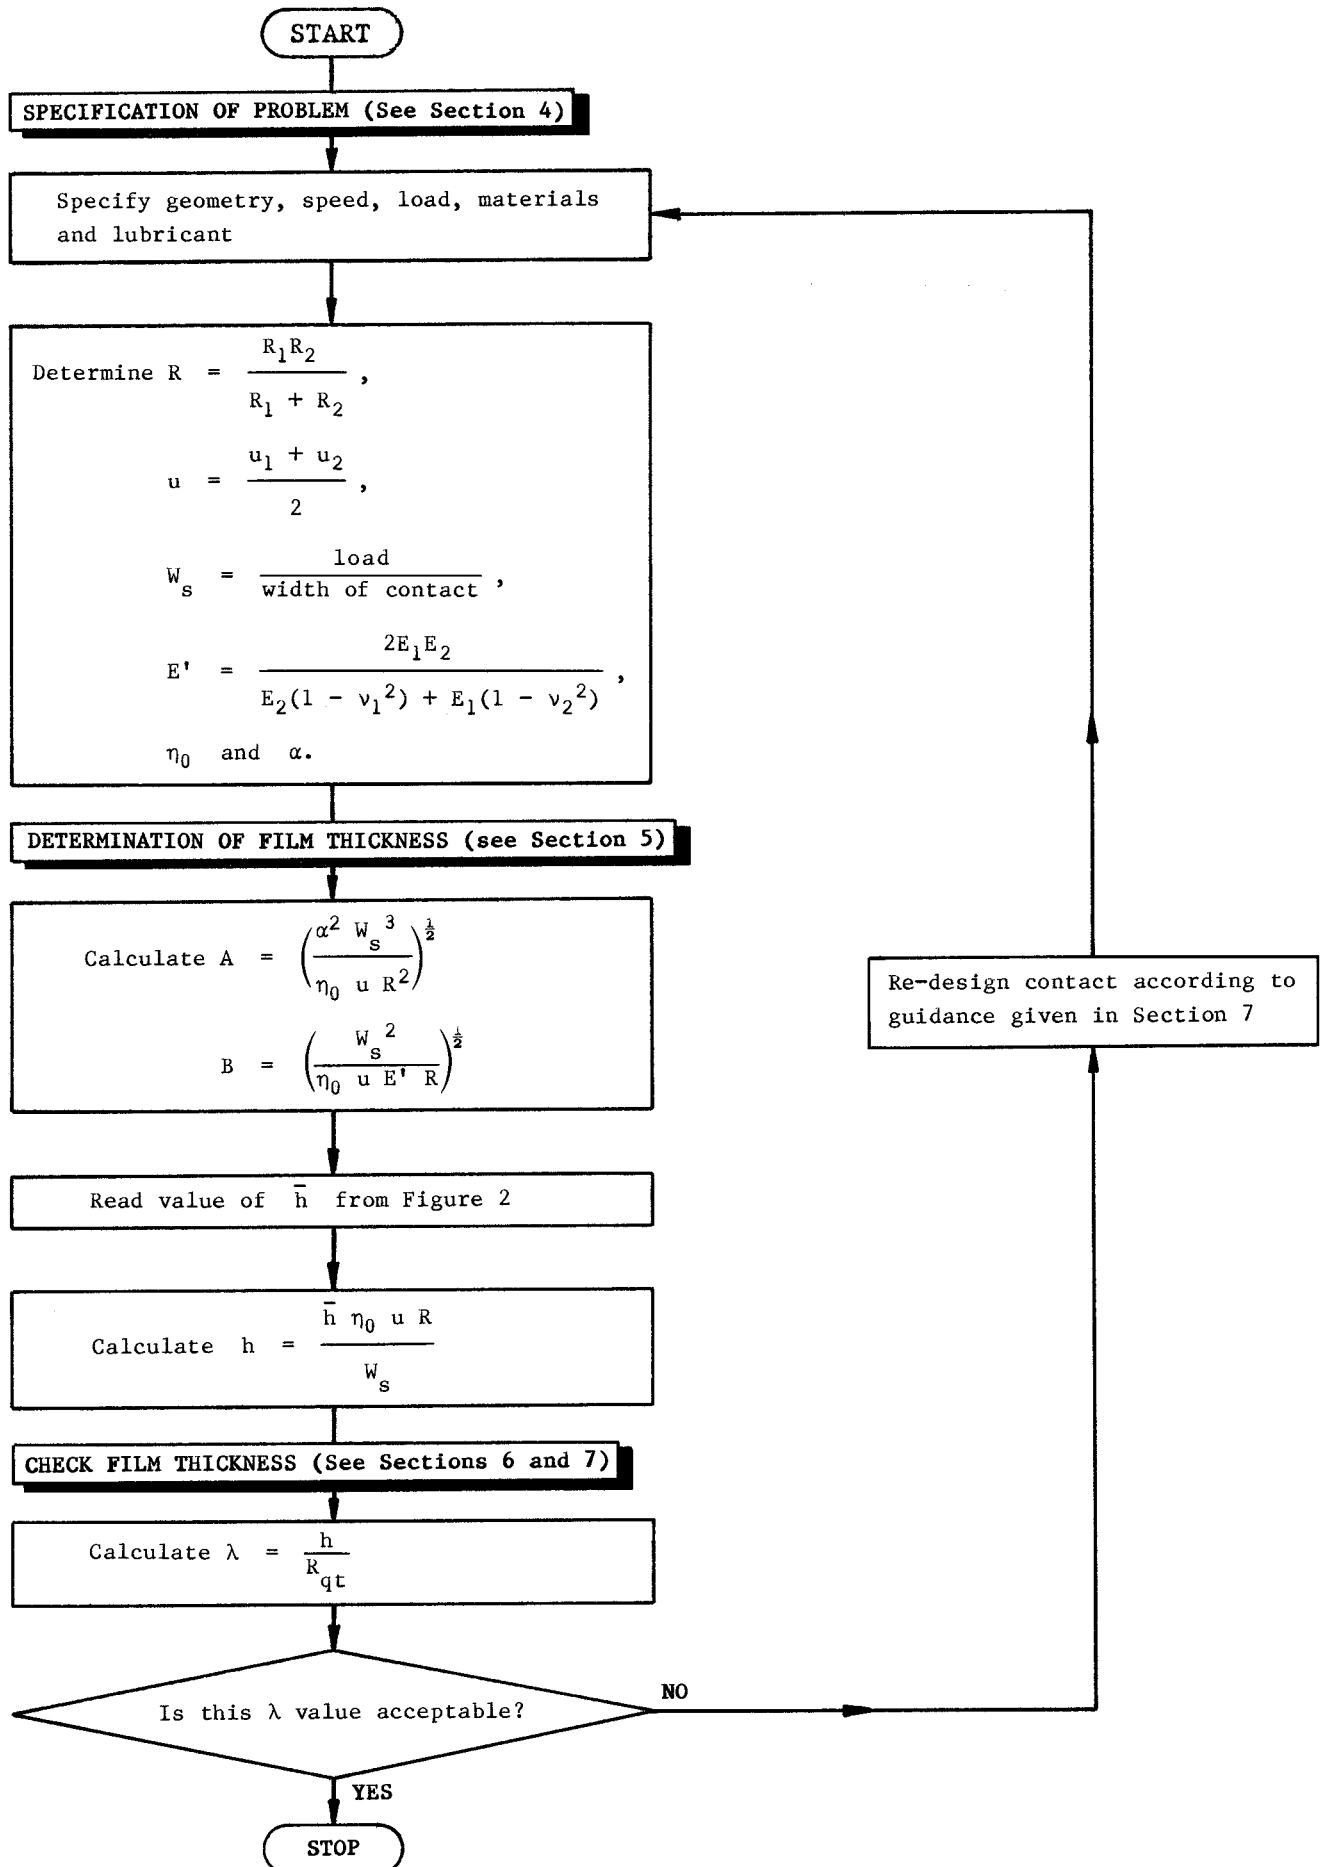 START
SPECIFICATION OF PROBLEM (See Section 4)
Specify geometry, speed, load, materials
and lubricant
Determine R = R₁R₂ / (R₁ + R₂) ,
u = (u₁ + u₂) / 2 ,
Wₛ = load / width of contact ,
E' = 2E₁E₂ / (E₂(1 - ν₁²) + E₁(1 - ν₂²)) ,
η₀ and α.
DETERMINATION OF FILM THICKNESS (see Section 5)
Calculate A = (α² Wₛ³ / η₀ u R²)^½
B = (Wₛ² / η₀ u E' R)^½
Re-design contact according to
guidance given in Section 7
Read value of h̄ from Figure 2
Calculate h = h̄ η₀ u R / Wₛ
CHECK FILM THICKNESS (See Sections 6 and 7)
Calculate λ = h / R_qt
Is this λ value acceptable?
NO
YES
STOP